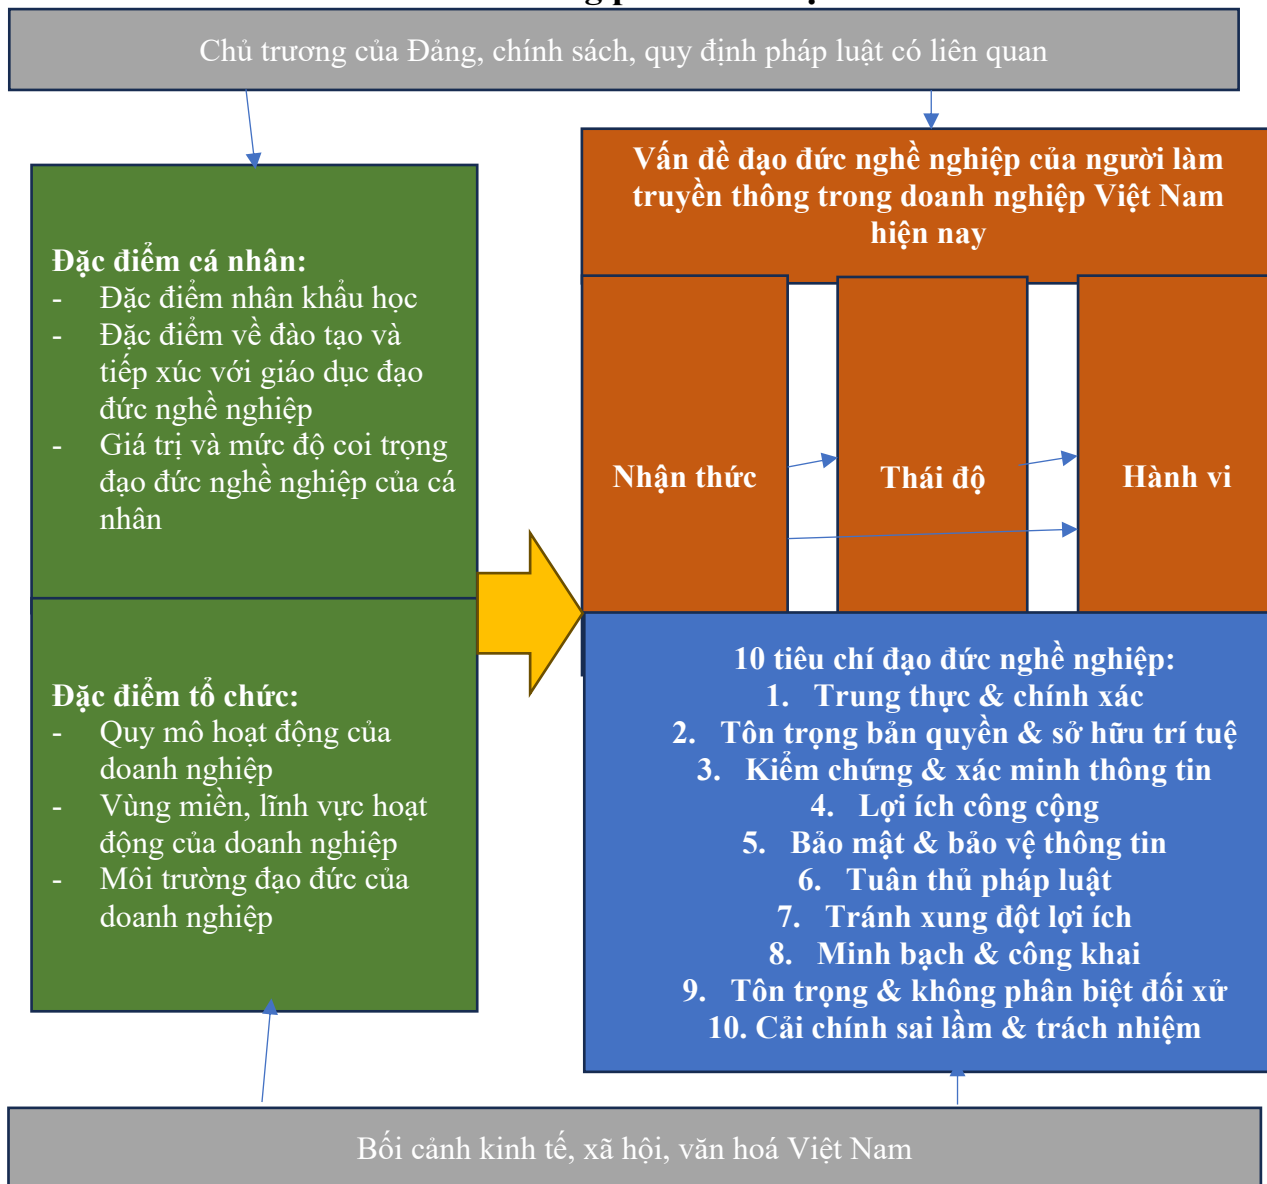 Chủ trương của Đảng, chính sách, quy định pháp luật có liên quan
Vấn đề đạo đức nghề nghiệp của người làm
truyền thông trong doanh nghiệp Việt Nam
hiện nay
Đặc điểm cá nhân:
- Đặc điểm nhân khẩu học
- Đặc điểm về đào tạo và
tiếp xúc với giáo dục đạo
đức nghề nghiệp
- Giá trị và mức độ coi trọng
đạo đức nghề nghiệp của cá
nhân
Nhận thức
Thái độ
Hành vi
Đặc điểm tổ chức:
- Quy mô hoạt động của
doanh nghiệp
- Vùng miền, lĩnh vực hoạt
động của doanh nghiệp
- Môi trường đạo đức của
doanh nghiệp
10 tiêu chí đạo đức nghề nghiệp:
1. Trung thực & chính xác
2. Tôn trọng bản quyền & sở hữu trí tuệ
3. Kiểm chứng & xác minh thông tin
4. Lợi ích công cộng
5. Bảo mật & bảo vệ thông tin
6. Tuân thủ pháp luật
7. Tránh xung đột lợi ích
8. Minh bạch & công khai
9. Tôn trọng & không phân biệt đối xử
10. Cải chính sai lầm & trách nhiệm
Bối cảnh kinh tế, xã hội, văn hoá Việt Nam